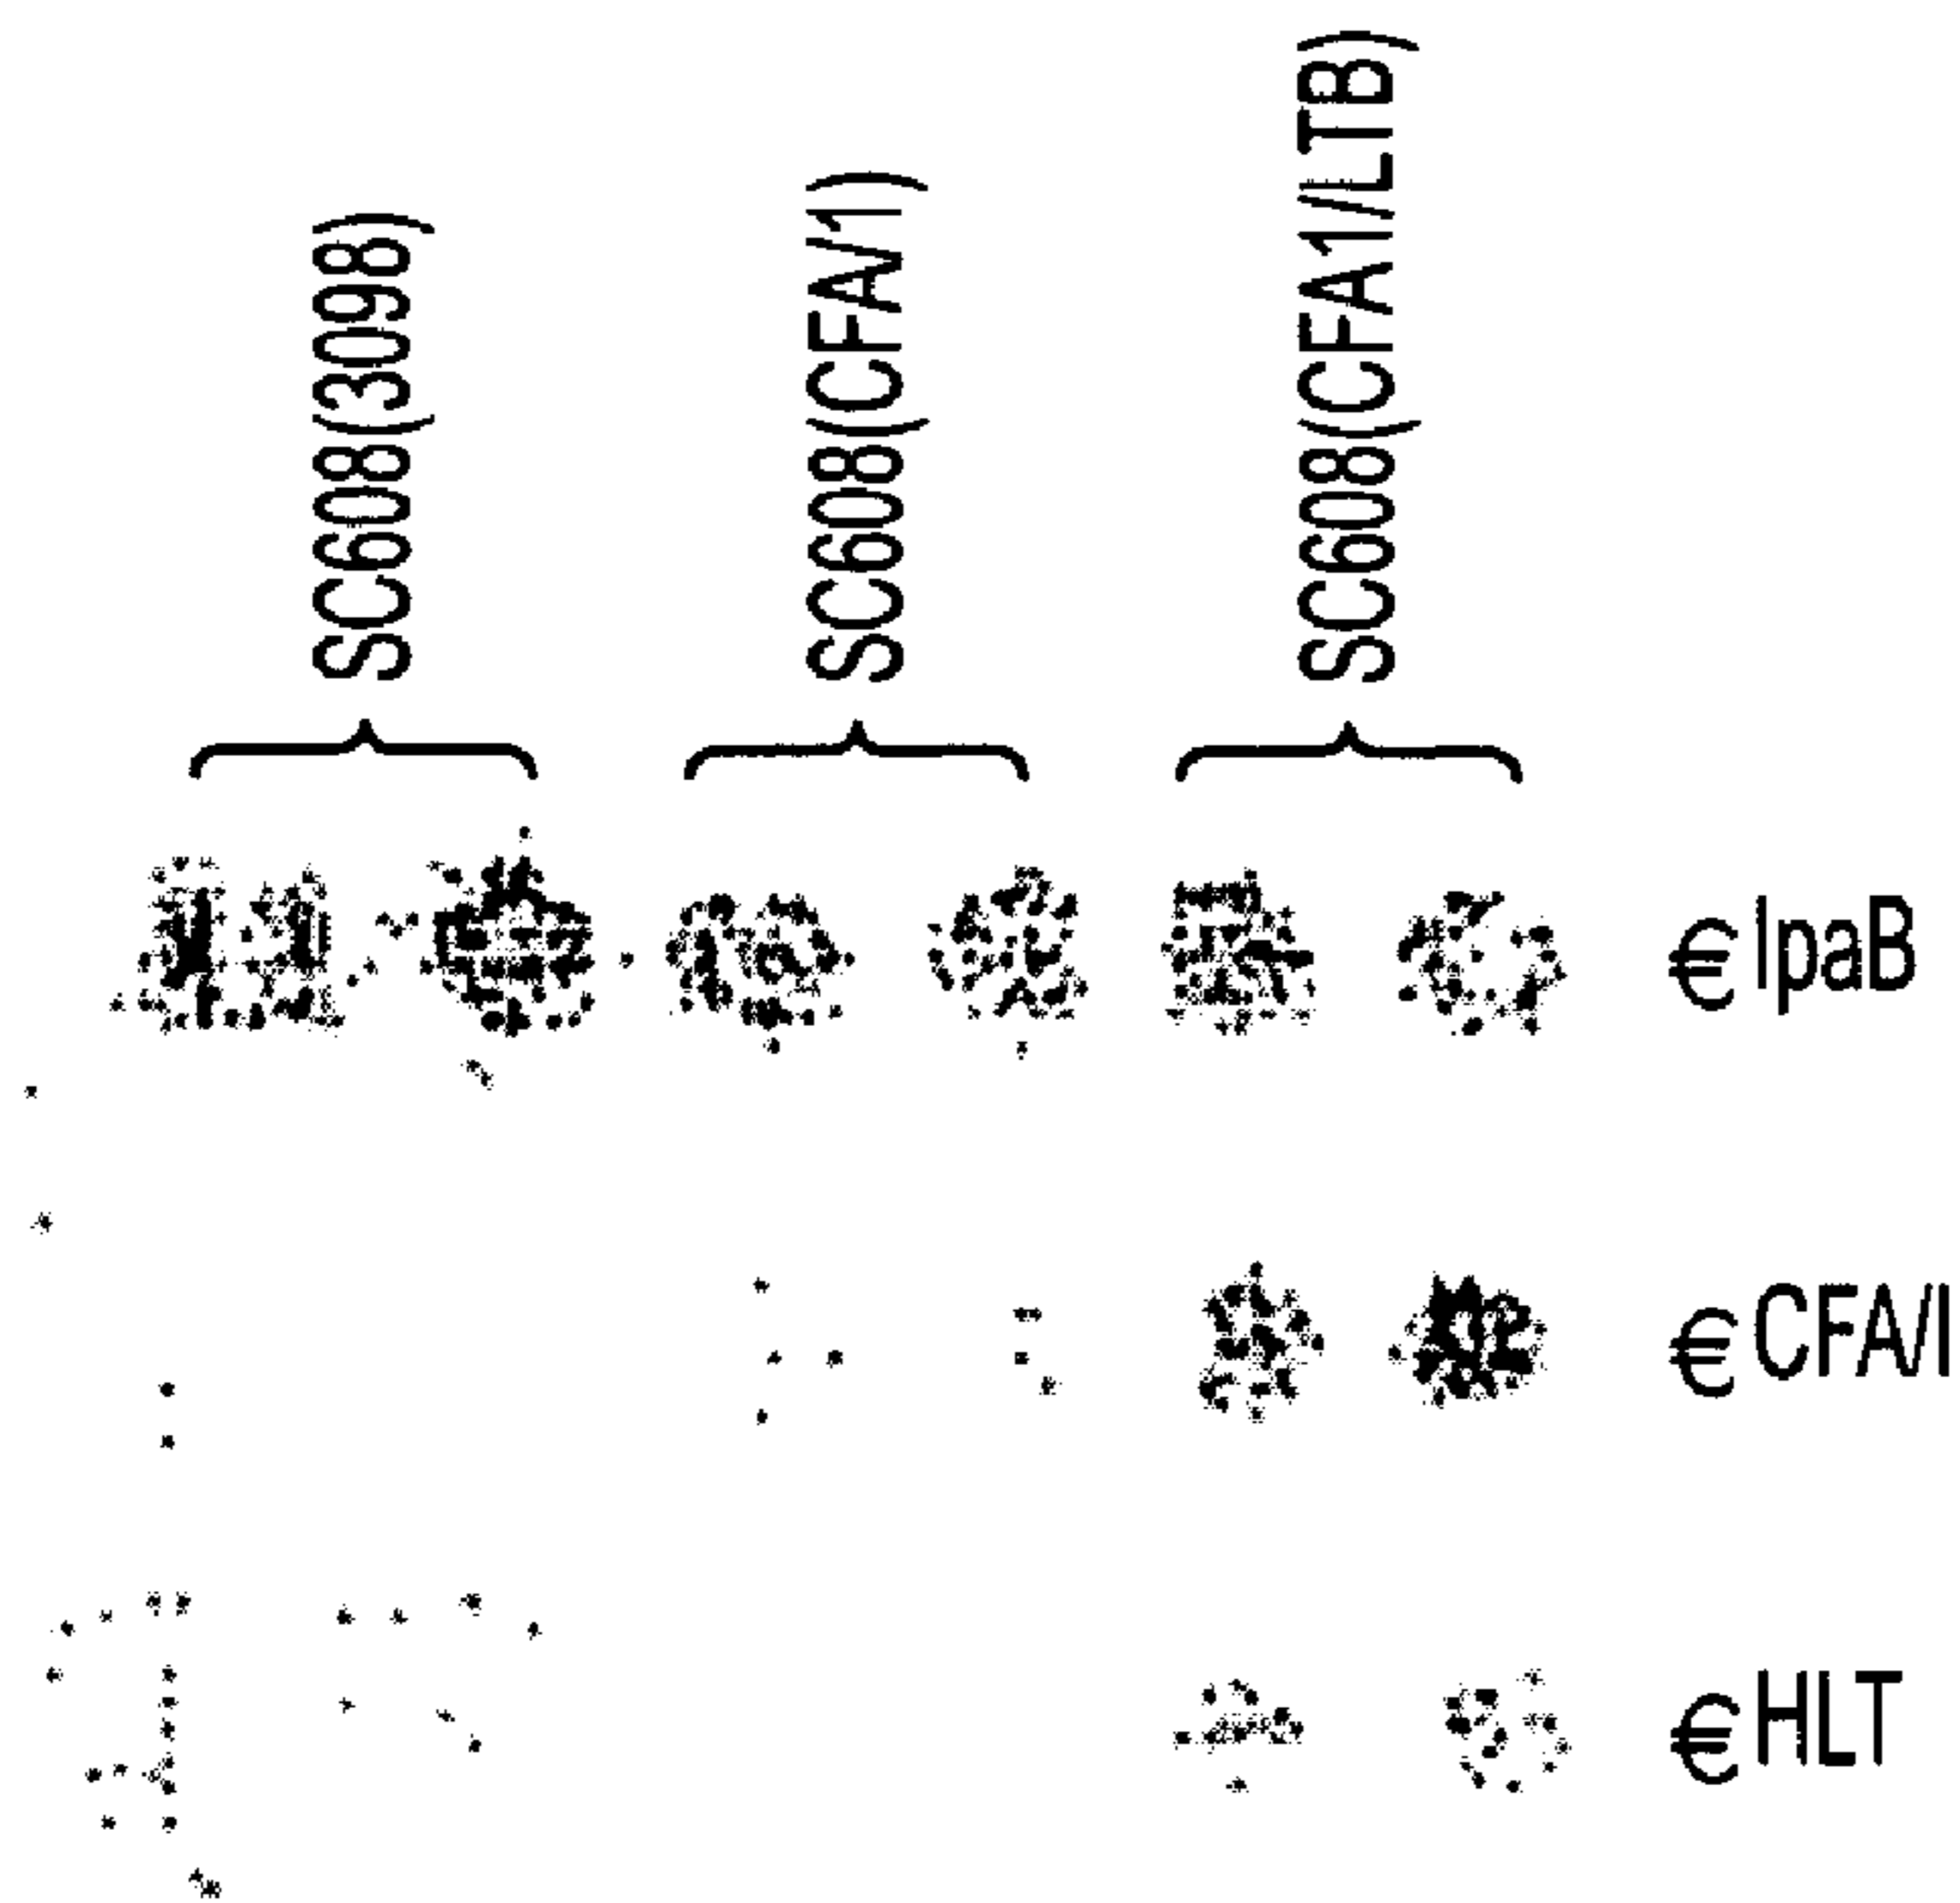 SC608(3098)
SC608(CFA/1)
SC608(CFA1/LTB)
€IpaB
€CFA/I
€HLT